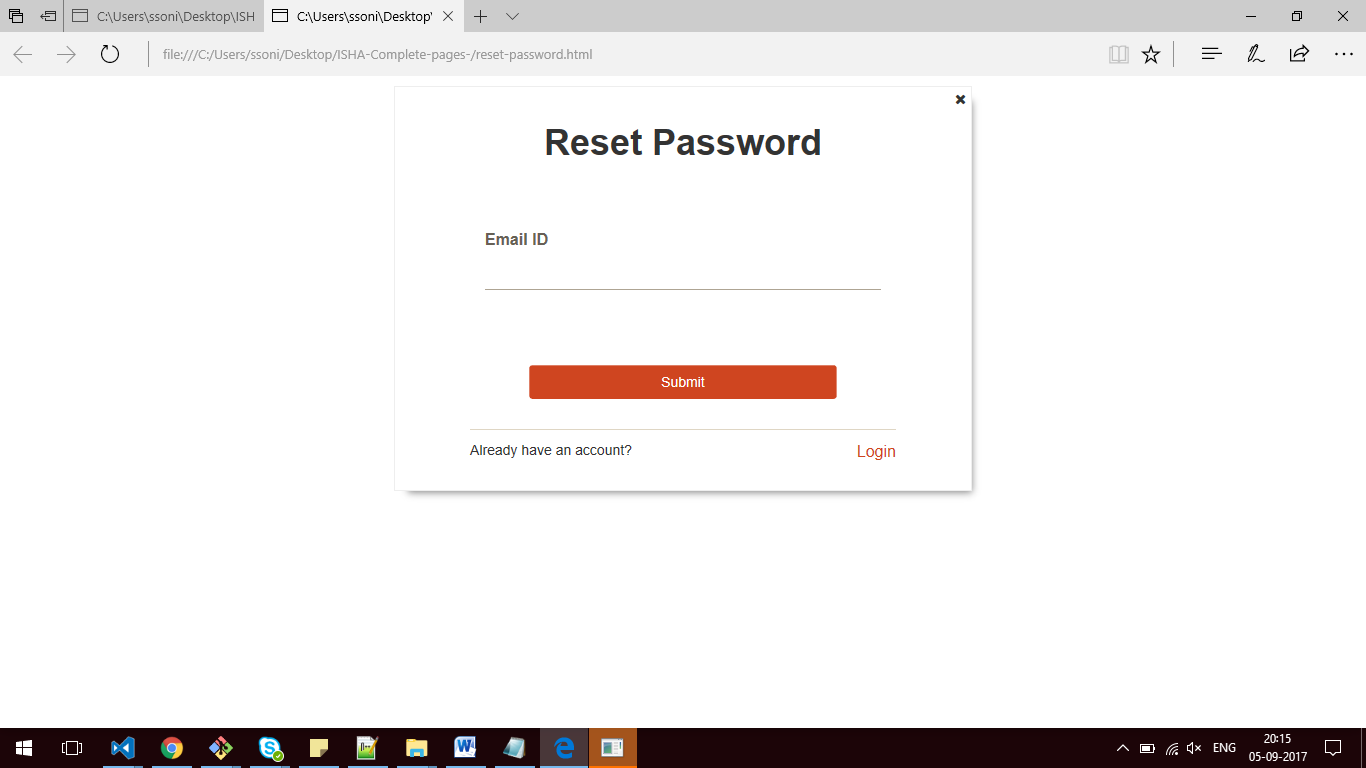 C:\Users\ssoni\Desktop\ISH
C:\Users\ssoni\Desktop\
file:///C:/Users/ssoni/Desktop/ISHA-Complete-pages-/reset-password.html
Reset Password
Email ID
Submit
Already have an account?
Login
ENG
20:15
05-09-2017